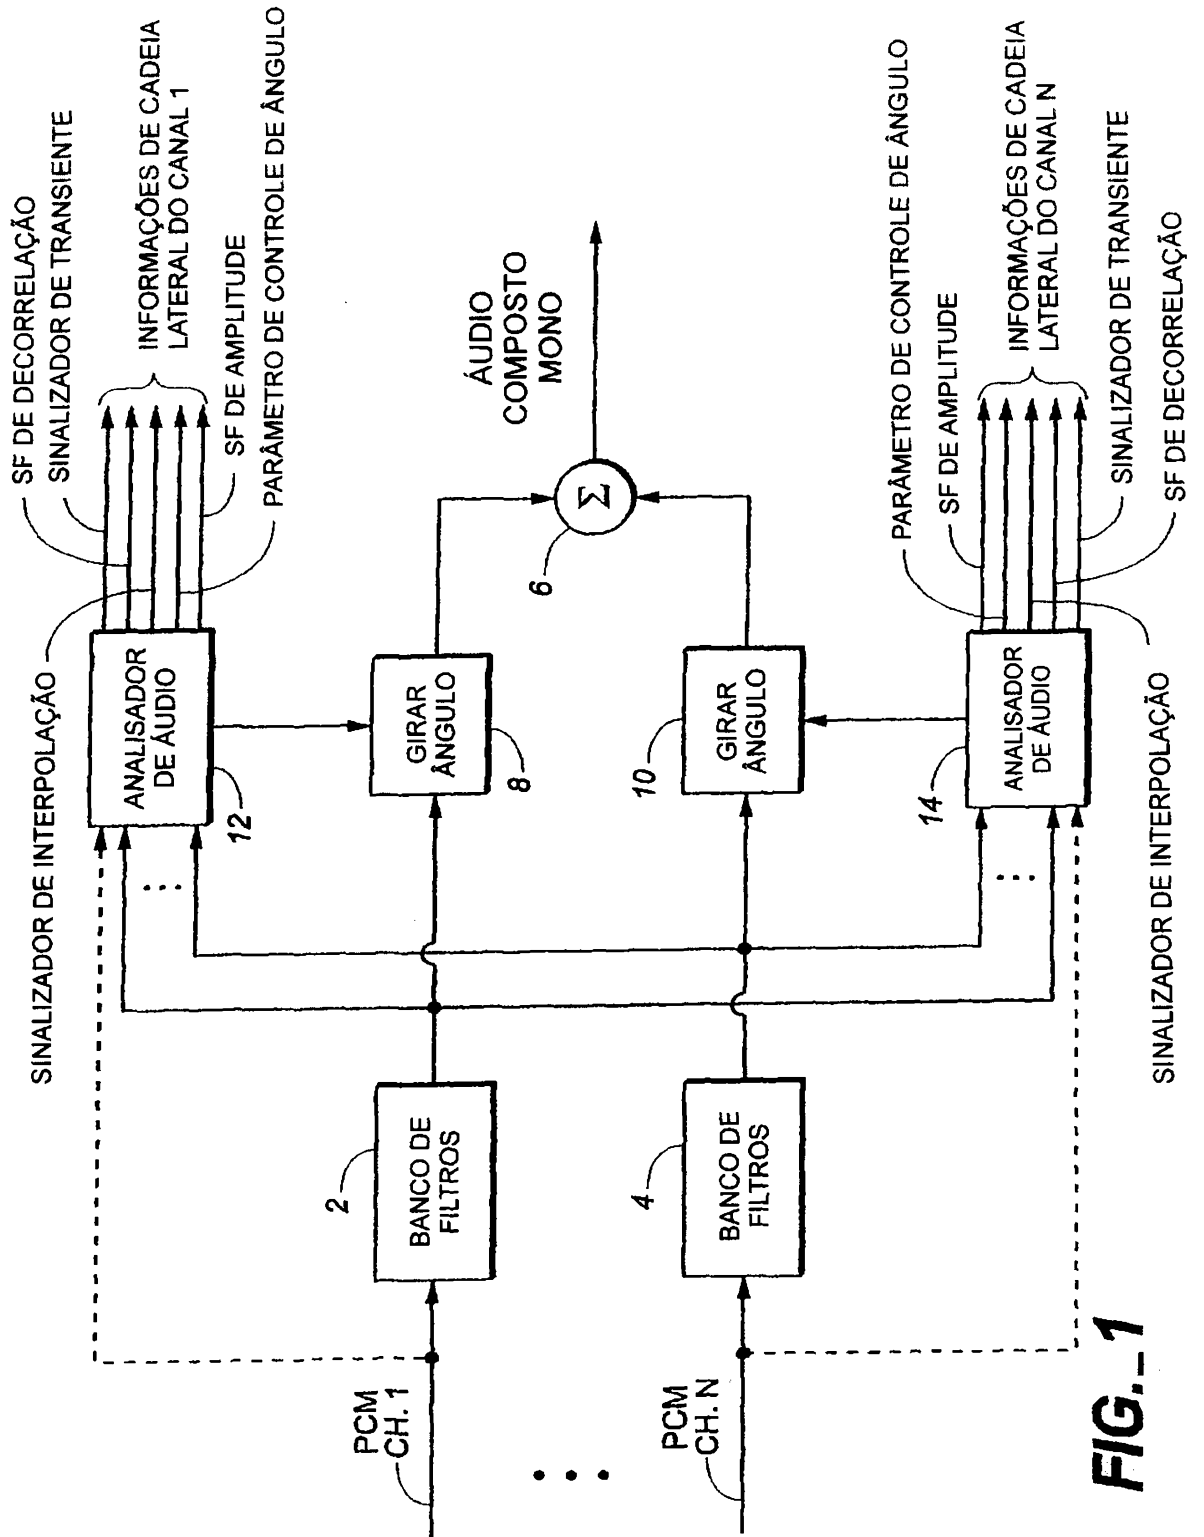 SF DE DECORRELAÇÃO
SINALIZADOR DE TRANSIENTE
INFORMAÇÕES DE CADEIA
LATERAL DO CANAL 1
SF DE AMPLITUDE
PARÂMETRO DE CONTROLE DE ÂNGULO
SINALIZADOR DE INTERPOLAÇÃO
ANALISADOR
DE ÁUDIO
12
GIRAR
ÂNGULO
8
BANCO DE
FILTROS
2
PCM
CH. 1
ÁUDIO
COMPOSTO
MONO
Σ
6
GIRAR
ÂNGULO
10
BANCO DE
FILTROS
4
PCM
CH. N
PARÂMETRO DE CONTROLE DE ÂNGULO
SF DE AMPLITUDE
INFORMAÇÕES DE CADEIA
LATERAL DO CANAL N
SINALIZADOR DE TRANSIENTE
SF DE DECORRELAÇÃO
ANALISADOR
DE ÁUDIO
14
SINALIZADOR DE INTERPOLAÇÃO
FIG._1